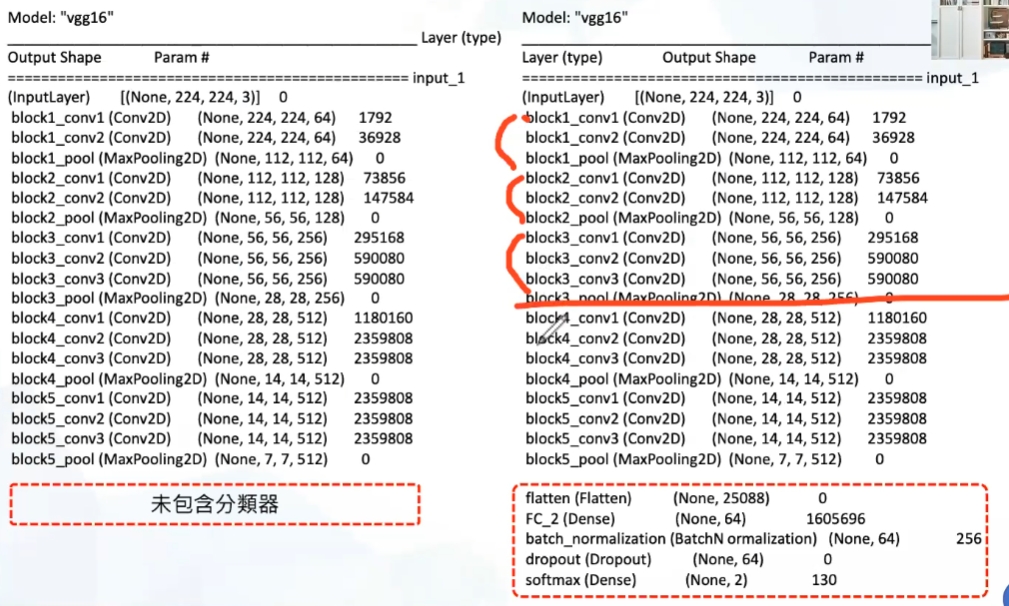 Model: "vgg16"
Layer (type)
Output Shape Param #
================================================ input_1
(InputLayer) [(None, 224, 224, 3)] 0
block1_conv1 (Conv2D) (None, 224, 224, 64) 1792
block1_conv2 (Conv2D) (None, 224, 224, 64) 36928
block1_pool (MaxPooling2D) (None, 112, 112, 64) 0
block2_conv1 (Conv2D) (None, 112, 112, 128) 73856
block2_conv2 (Conv2D) (None, 112, 112, 128) 147584
block2_pool (MaxPooling2D) (None, 56, 56, 128) 0
block3_conv1 (Conv2D) (None, 56, 56, 256) 295168
block3_conv2 (Conv2D) (None, 56, 56, 256) 590080
block3_conv3 (Conv2D) (None, 56, 56, 256) 590080
block3_pool (MaxPooling2D) (None, 28, 28, 256) 0
block4_conv1 (Conv2D) (None, 28, 28, 512) 1180160
block4_conv2 (Conv2D) (None, 28, 28, 512) 2359808
block4_conv3 (Conv2D) (None, 28, 28, 512) 2359808
block4_pool (MaxPooling2D) (None, 14, 14, 512) 0
block5_conv1 (Conv2D) (None, 14, 14, 512) 2359808
block5_conv2 (Conv2D) (None, 14, 14, 512) 2359808
block5_conv3 (Conv2D) (None, 14, 14, 512) 2359808
block5_pool (MaxPooling2D) (None, 7, 7, 512) 0
未包含分類器
Model: "vgg16"
Layer (type) Output Shape Param #
================================================ input_1
(InputLayer) [(None, 224, 224, 3)] 0
block1_conv1 (Conv2D) (None, 224, 224, 64) 1792
block1_conv2 (Conv2D) (None, 224, 224, 64) 36928
block1_pool (MaxPooling2D) (None, 112, 112, 64) 0
block2_conv1 (Conv2D) (None, 112, 112, 128) 73856
block2_conv2 (Conv2D) (None, 112, 112, 128) 147584
block2_pool (MaxPooling2D) (None, 56, 56, 128) 0
block3_conv1 (Conv2D) (None, 56, 56, 256) 295168
block3_conv2 (Conv2D) (None, 56, 56, 256) 590080
block3_conv3 (Conv2D) (None, 56, 56, 256) 590080
block3_pool (MaxPooling2D) (None, 28, 28, 256) 0
block4_conv1 (Conv2D) (None, 28, 28, 512) 1180160
block4_conv2 (Conv2D) (None, 28, 28, 512) 2359808
block4_conv3 (Conv2D) (None, 28, 28, 512) 2359808
block4_pool (MaxPooling2D) (None, 14, 14, 512) 0
block5_conv1 (Conv2D) (None, 14, 14, 512) 2359808
block5_conv2 (Conv2D) (None, 14, 14, 512) 2359808
block5_conv3 (Conv2D) (None, 14, 14, 512) 2359808
block5_pool (MaxPooling2D) (None, 7, 7, 512) 0
flatten (Flatten) (None, 25088) 0
FC_2 (Dense) (None, 64) 1605696
batch_normalization (BatchN ormalization) (None, 64) 256
dropout (Dropout) (None, 64) 0
softmax (Dense) (None, 2) 130